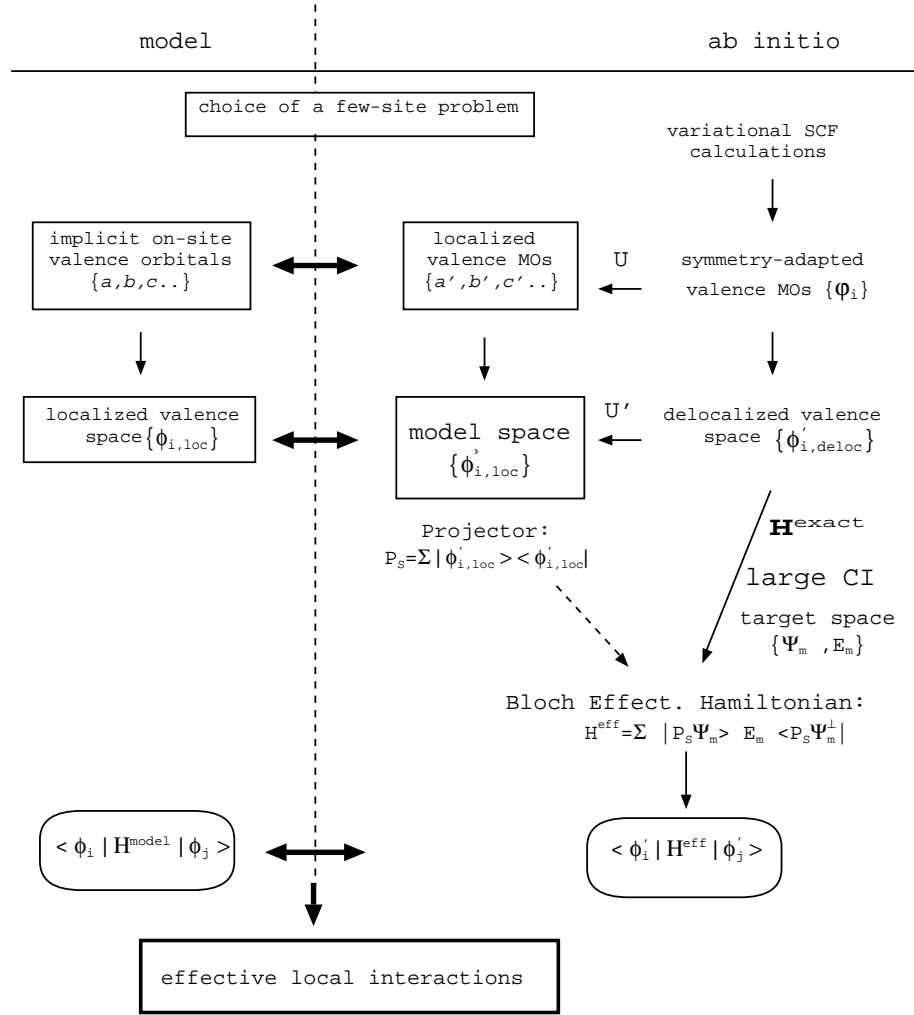 model
ab initio
choice of a few-site problem
variational SCF
calculations
implicit on-site
valence orbitals
{a,b,c..}
localized
valence MOs
{a',b',c'..}
U
symmetry-adapted
valence MOs {φi}
localized valence
space{ϕi,loc}
model space
{ϕ'i,loc}
U'
delocalized valence
space {ϕ'i,deloc}
Projector:
PS=Σ|ϕ'i,loc><ϕ'i,loc|
Hexact
large CI
target space
{Ψm ,Em}
Bloch Effect. Hamiltonian:
Heff=Σ |PSΨm> Em <PSΨm⊥|
<ϕi|Hmodel|ϕj>
<ϕ'i|Heff|ϕ'j>
effective local interactions